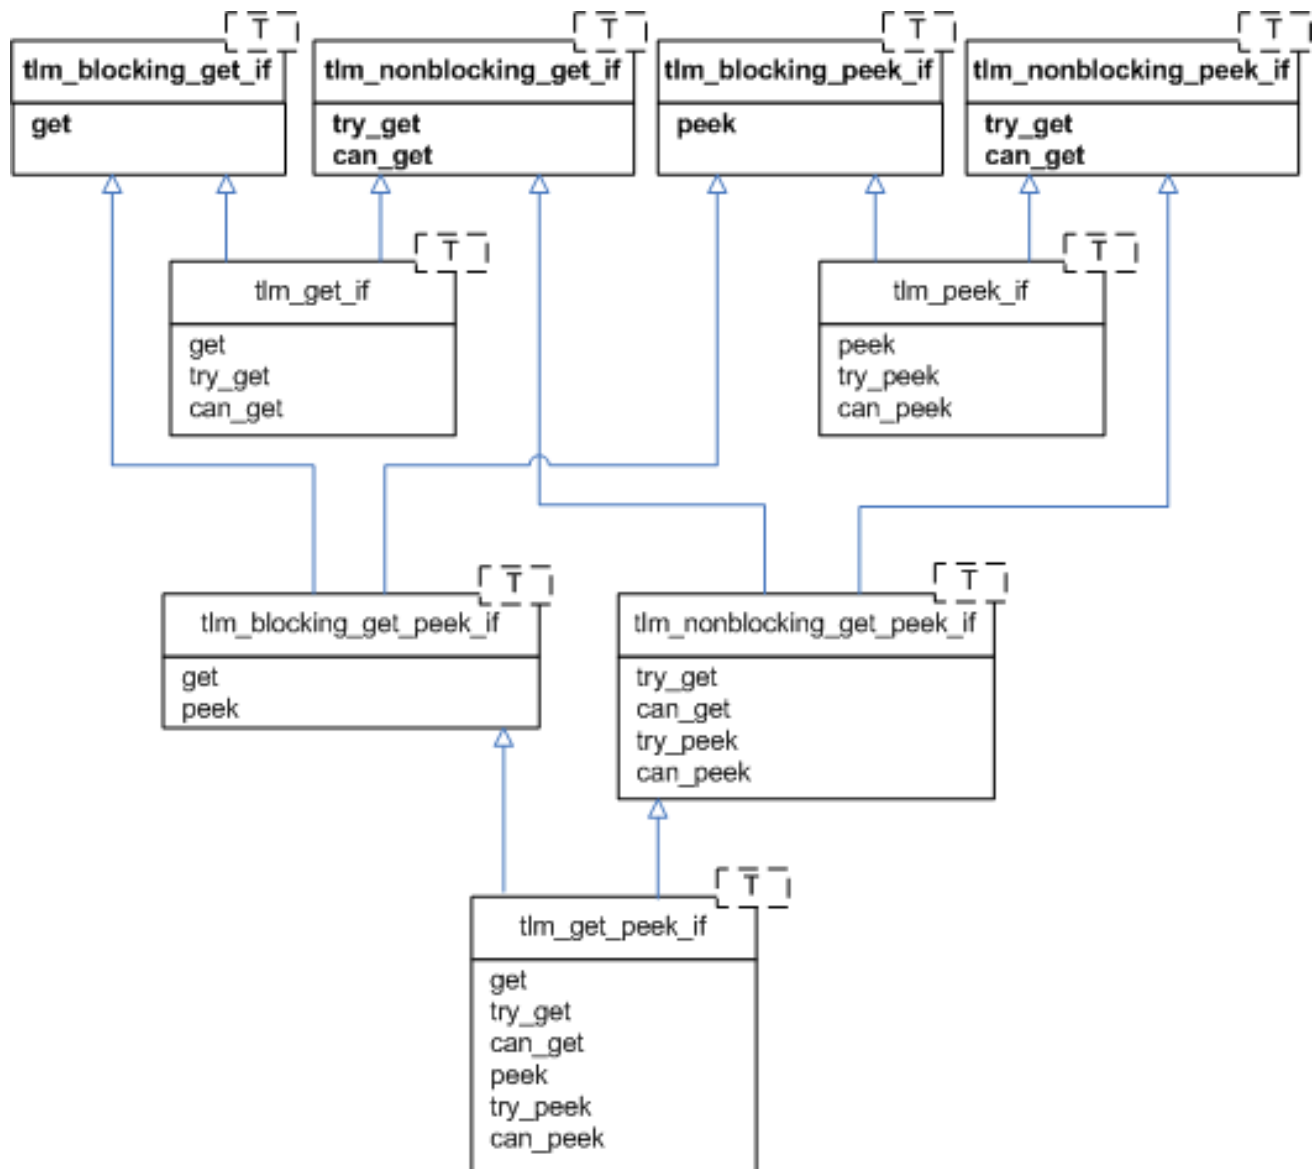 T
tlm_blocking_get_if
get
T
tlm_nonblocking_get_if
try_get
can_get
T
tlm_blocking_peek_if
peek
T
tlm_nonblocking_peek_if
try_get
can_get
T
tlm_get_if
get
try_get
can_get
T
tlm_peek_if
peek
try_peek
can_peek
T
tlm_blocking_get_peek_if
get
peek
T
tlm_nonblocking_get_peek_if
try_get
can_get
try_peek
can_peek
T
tlm_get_peek_if
get
try_get
can_get
peek
try_peek
can_peek